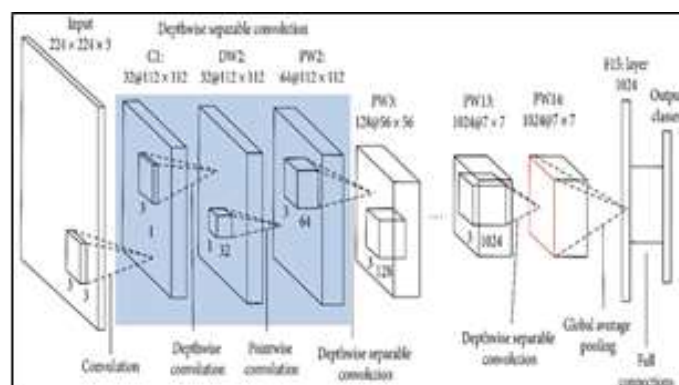 Input
224 × 224 × 3
Depthwise separable convolution
C1:
32@112 × 112
DW2:
32@112 × 112
PW2:
64@112 × 112
PW3:
128@56 × 56
PW13:
1024@7 × 7
PW14:
1024@7 × 7
layer
1024
Output
classes
3
1
3
3
1
32
3
64
3
128
...
3
1024
Convolution
Depthwise
convolution
Pointwise
convolution
Depthwise separable
convolution
Depthwise separable
convolution
Global average
pooling
Full
connections